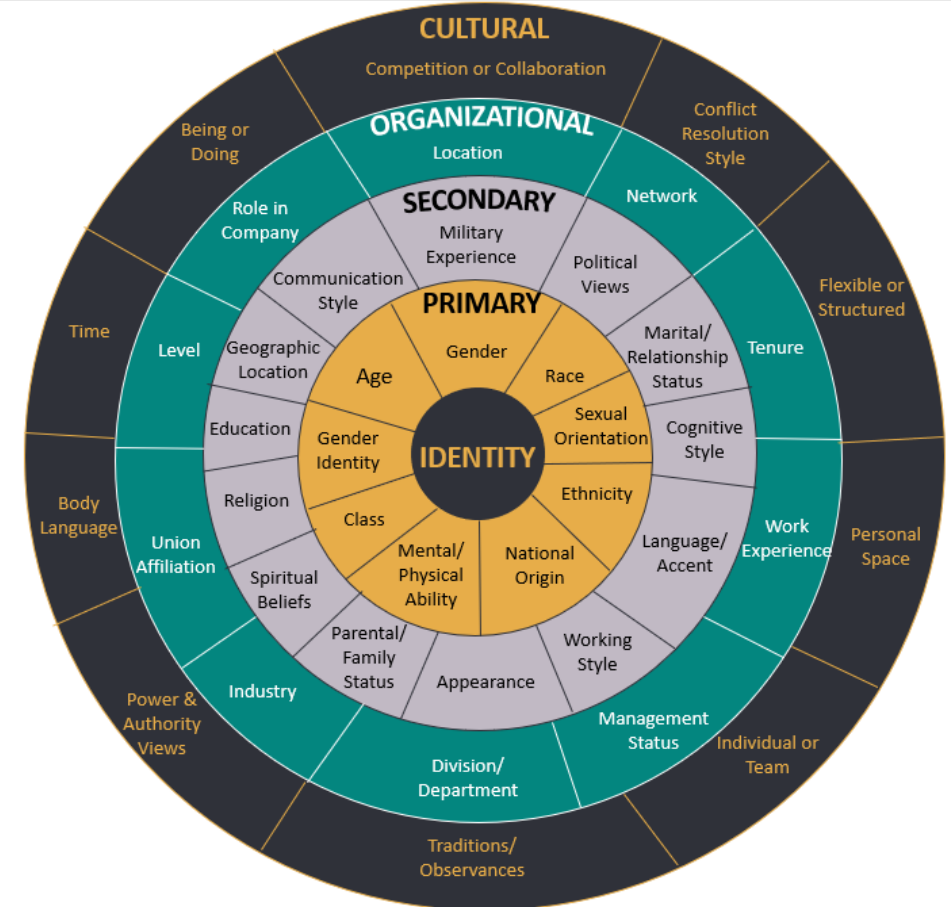 CULTURAL
Competition or Collaboration
Conflict
Resolution
Style
Flexible or
Structured
Personal
Space
Individual or
Team
Traditions/
Observances
Power &
Authority
Views
Body
Language
Time
Being or
Doing
ORGANIZATIONAL
Location
Network
Tenure
Work
Experience
Management
Status
Division/
Department
Industry
Union
Affiliation
Level
Role in
Company
SECONDARY
Military
Experience
Political
Views
Marital/
Relationship
Status
Cognitive
Style
Language/
Accent
Working
Style
Appearance
Parental/
Family
Status
Spiritual
Beliefs
Religion
Education
Geographic
Location
Communication
Style
PRIMARY
Gender
Race
Sexual
Orientation
Ethnicity
National
Origin
Mental/
Physical
Ability
Class
Gender
Identity
Age
IDENTITY